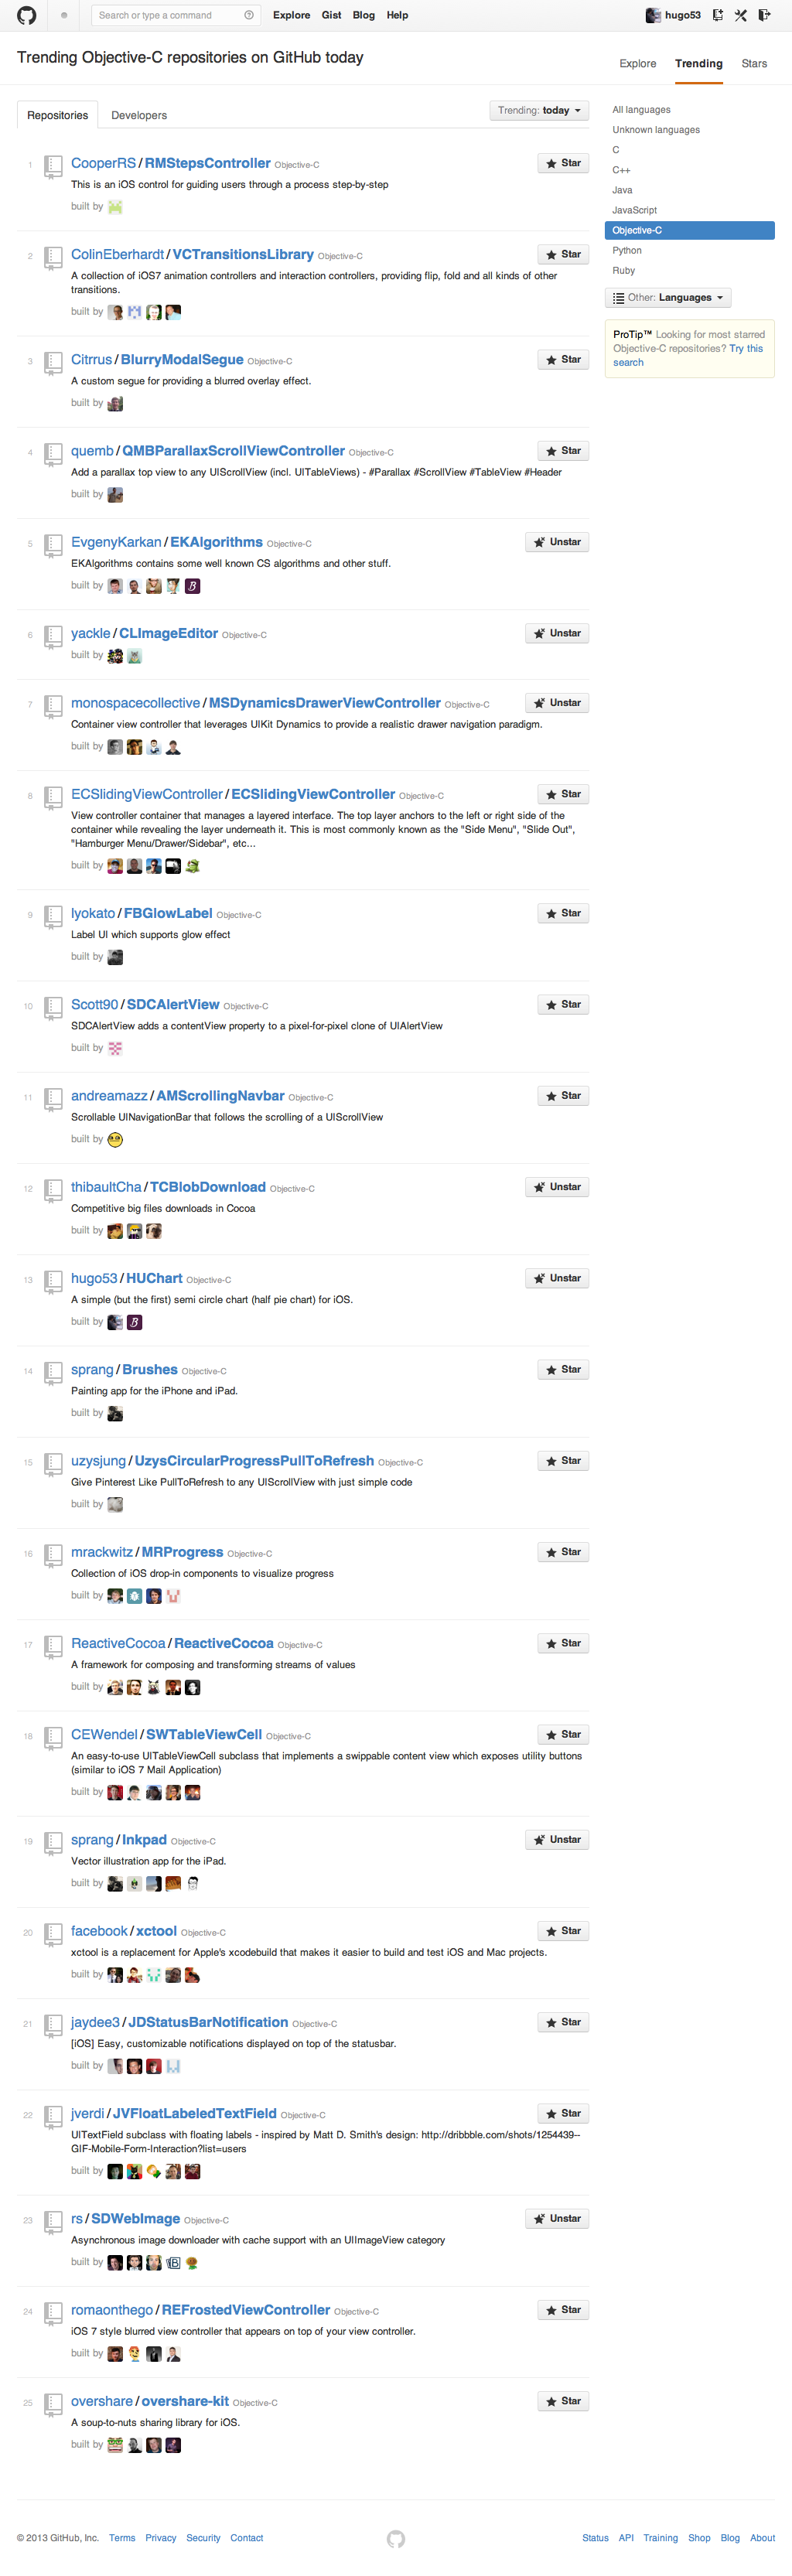 Search or type a command
Explore Gist Blog Help
hugo53
Trending Objective-C repositories on GitHub today
Explore Trending Stars
Repositories Developers
Trending: today
1 CooperRS / RMStepsController Objective-C
Star
This is an iOS control for guiding users through a process step-by-step
built by
2 ColinEberhardt / VCTransitionsLibrary Objective-C
Star
A collection of iOS7 animation controllers and interaction controllers, providing flip, fold and all kinds of other
transitions.
built by
3 Citrrus / BlurryModalSegue Objective-C
Star
A custom segue for providing a blurred overlay effect.
built by
4 quemb / QMBParallaxScrollViewController Objective-C
Star
Add a parallax top view to any UIScrollView (incl. UITableViews) - #Parallax #ScrollView #TableView #Header
built by
5 EvgenyKarkan / EKAlgorithms Objective-C
Unstar
EKAlgorithms contains some well known CS algorithms and other stuff.
built by
6 yackle / CLImageEditor Objective-C
Unstar
built by
7 monospacecollective / MSDynamicsDrawerViewController Objective-C
Unstar
Container view controller that leverages UIKit Dynamics to provide a realistic drawer navigation paradigm.
built by
8 ECSlidingViewController / ECSlidingViewController Objective-C
Star
View controller container that manages a layered interface. The top layer anchors to the left or right side of the
container while revealing the layer underneath it. This is most commonly known as the "Side Menu", "Slide Out",
"Hamburger Menu/Drawer/Sidebar", etc...
built by
9 lyokato / FBGlowLabel Objective-C
Star
Label UI which supports glow effect
built by
10 Scott90 / SDCAlertView Objective-C
Star
SDCAlertView adds a contentView property to a pixel-for-pixel clone of UIAlertView
built by
11 andreamazz / AMScrollingNavbar Objective-C
Star
Scrollable UINavigationBar that follows the scrolling of a UIScrollView
built by
12 thibaultCha / TCBlobDownload Objective-C
Unstar
Competitive big files downloads in Cocoa
built by
13 hugo53 / HUChart Objective-C
Unstar
A simple (but the first) semi circle chart (half pie chart) for iOS.
built by
14 sprang / Brushes Objective-C
Star
Painting app for the iPhone and iPad.
built by
15 uzysjung / UzysCircularProgressPullToRefresh Objective-C
Star
Give Pinterest Like PullToRefresh to any UIScrollView with just simple code
built by
16 mrackwitz / MRProgress Objective-C
Star
Collection of iOS drop-in components to visualize progress
built by
17 ReactiveCocoa / ReactiveCocoa Objective-C
Star
A framework for composing and transforming streams of values
built by
18 CEWendel / SWTableViewCell Objective-C
Star
An easy-to-use UITableViewCell subclass that implements a swippable content view which exposes utility buttons
(similar to iOS 7 Mail Application)
built by
19 sprang / Inkpad Objective-C
Unstar
Vector illustration app for the iPad.
built by
20 facebook / xctool Objective-C
Star
xctool is a replacement for Apple's xcodebuild that makes it easier to build and test iOS and Mac projects.
built by
21 jaydee3 / JDStatusBarNotification Objective-C
Star
[iOS] Easy, customizable notifications displayed on top of the statusbar.
built by
22 jverdi / JVFloatLabeledTextField Objective-C
Star
UITextField subclass with floating labels - inspired by Matt D. Smith's design: http://dribbble.com/shots/1254439--
GIF-Mobile-Form-Interaction?list=users
built by
23 rs / SDWebImage Objective-C
Unstar
Asynchronous image downloader with cache support with an UIImageView category
built by
24 romaonthego / REFrostedViewController Objective-C
Star
iOS 7 style blurred view controller that appears on top of your view controller.
built by
25 overshare / overshare-kit Objective-C
Star
A soup-to-nuts sharing library for iOS.
built by
All languages
Unknown languages
C
C++
Java
JavaScript
Objective-C
Python
Ruby
Other: Languages
ProTip™ Looking for most starred
Objective-C repositories? Try this
search
© 2013 GitHub, Inc. Terms Privacy Security Contact
Status API Training Shop Blog About